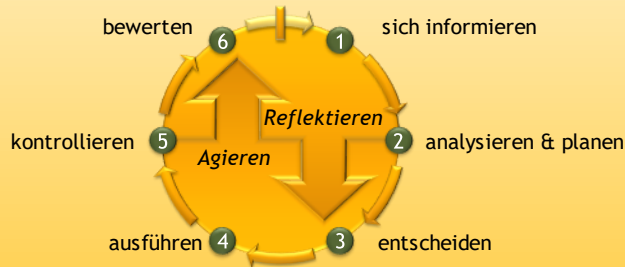 bewerten
6
1
sich informieren
Reflektieren
kontrollieren
5
2
analysieren & planen
Agieren
ausführen
4
3
entscheiden